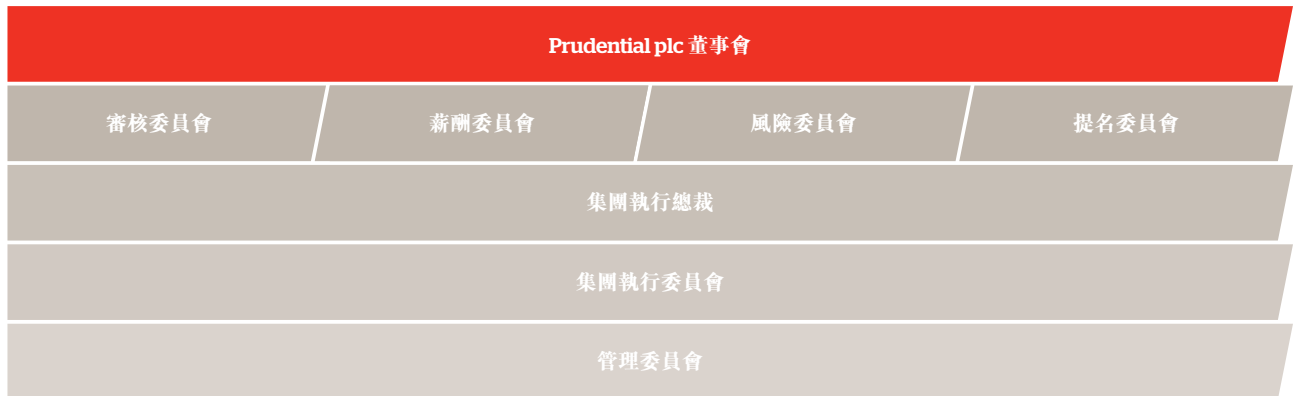 Prudential plc 董事會
審核委員會
薪酬委員會
風險委員會
提名委員會
集團執行總裁
集團執行委員會
管理委員會